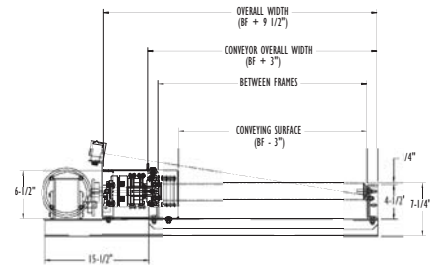 OVERALL WIDTH
(BF + 9 1/2")
CONVEYOR OVERALL WIDTH
(BF + 3")
BETWEEN FRAMES
CONVEYING SURFACE
(BF - 3")
/4"
6-1/2"
4-1/2"
7-1/4"
15-1/2"